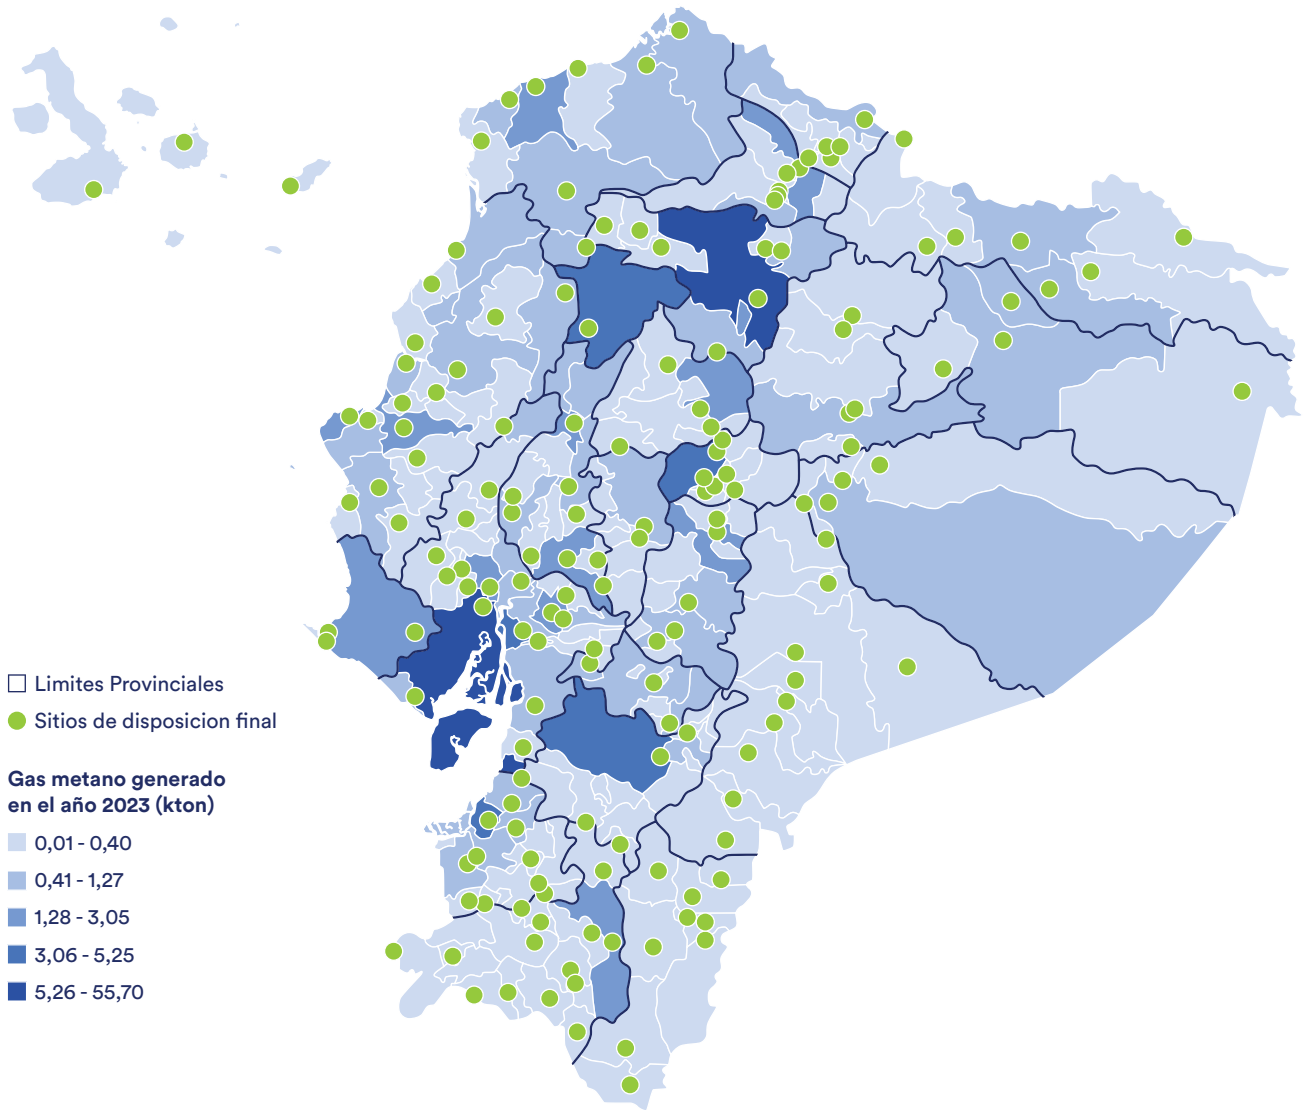 Limites Provinciales
Sitios de disposicion final
Gas metano generado
en el año 2023 (kton)
0,01 - 0,40
0,41 - 1,27
1,28 - 3,05
3,06 - 5,25
5,26 - 55,70